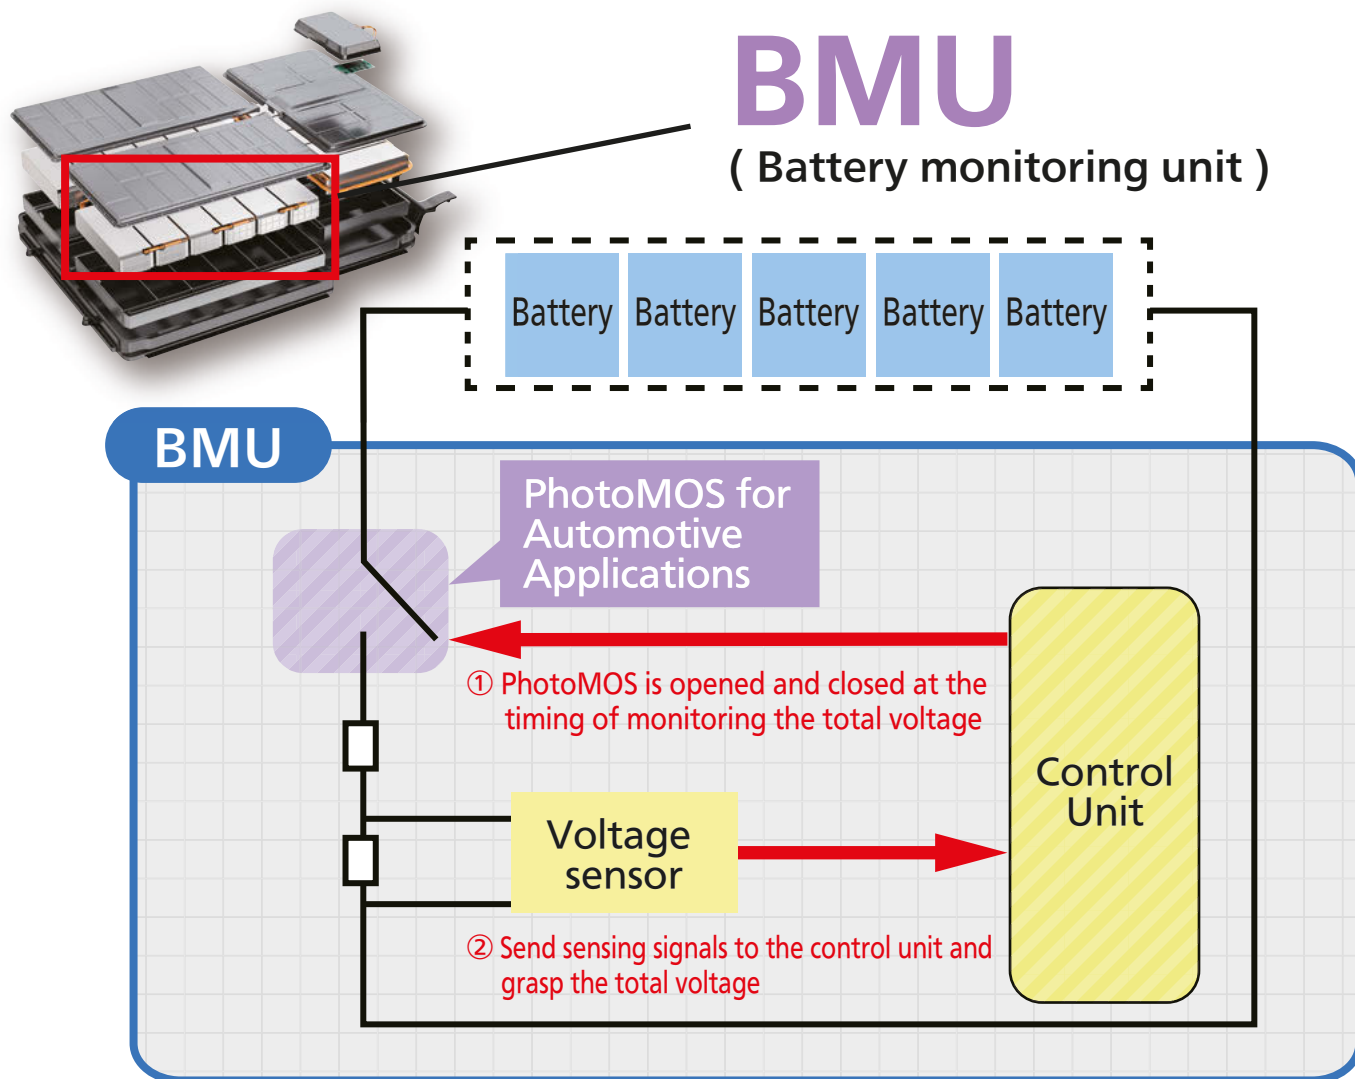 BMU
( Battery monitoring unit )
Battery Battery Battery Battery Battery
BMU
PhotoMOS for
Automotive
Applications
① PhotoMOS is opened and closed at the
timing of monitoring the total voltage
Control
Unit
Voltage
sensor
② Send sensing signals to the control unit and
grasp the total voltage